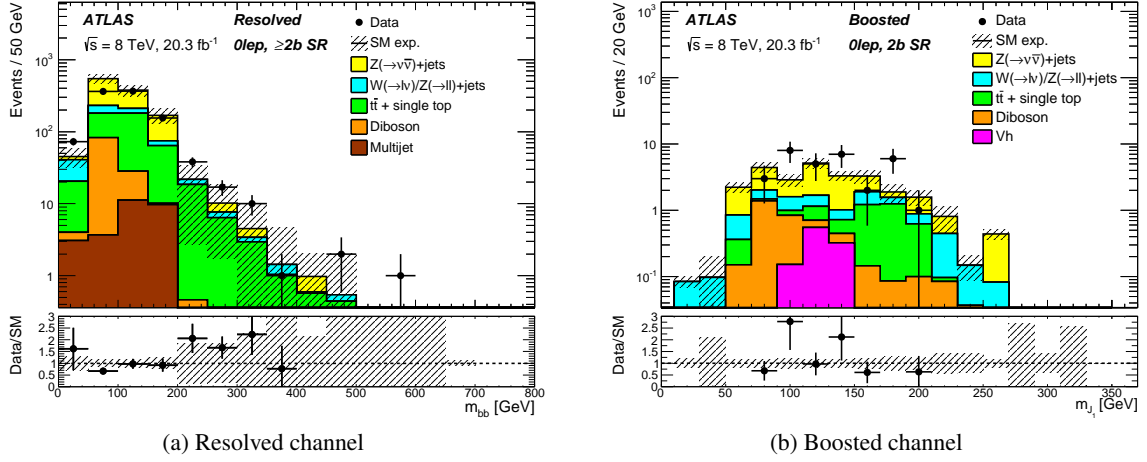 ATLAS Resolved
√s = 8 TeV, 20.3 fb⁻¹ 0lep, ≥2b SR
Data
SM exp.
Z(→νν̅)+jets
W(→lν)/Z(→ll)+jets
tt̅ + single top
Diboson
Multijet
Events / 50 GeV
10³
10²
10
1
Data/SM
3
2.5
2
1.5
1
0.5
0
0 100 200 300 400 500 600 700 800
m_bb [GeV]
(a) Resolved channel
ATLAS Boosted
√s = 8 TeV, 20.3 fb⁻¹ 0lep, 2b SR
Data
SM exp.
Z(→νν̅)+jets
W(→lν)/Z(→ll)+jets
tt̅ + single top
Diboson
Vh
Events / 20 GeV
10³
10²
10
1
10⁻¹
Data/SM
3
2.5
2
1.5
1
0.5
0
0 50 100 150 200 250 300 350
m_J₁ [GeV]
(b) Boosted channel